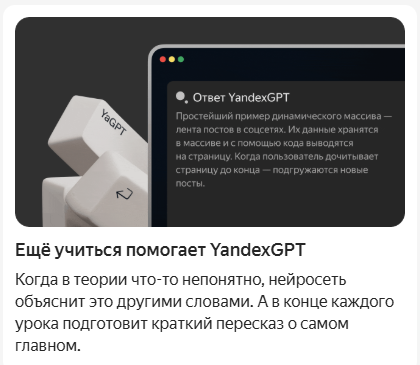 YaGPT
Ответ YandexGPT
Простейший пример динамического массива —
лента постов в соцсетях. Их данные хранятся
в массиве и с помощью кода выводятся
на страницу. Когда пользователь дочитывает
страницу до конца — подгружаются новые
посты.
Ещё учиться помогает YandexGPT
Когда в теории что-то непонятно, нейросеть
объяснит это другими словами. А в конце каждого
урока подготовит краткий пересказ о самом
главном.